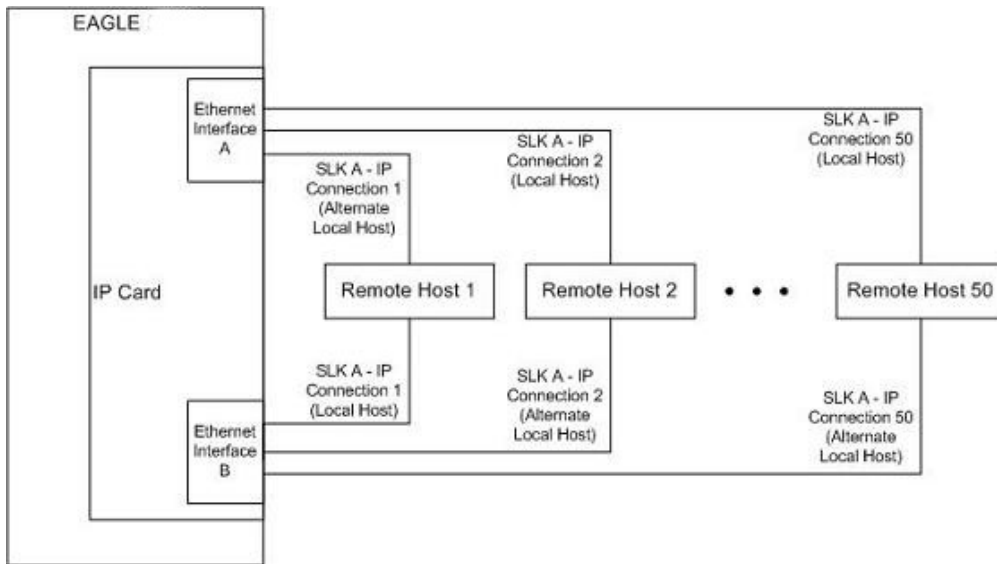 EAGLE
Ethernet
Interface
A
SLK A - IP
Connection 1
(Alternate
Local Host)
SLK A - IP
Connection 2
(Local Host)
SLK A - IP
Connection 50
(Local Host)
IP Card
Remote Host 1
Remote Host 2
Remote Host 50
SLK A - IP
Connection 1
(Local Host)
SLK A - IP
Connection 2
(Alternate
Local Host)
SLK A - IP
Connection 50
(Alternate
Local Host)
Ethernet
Interface
B